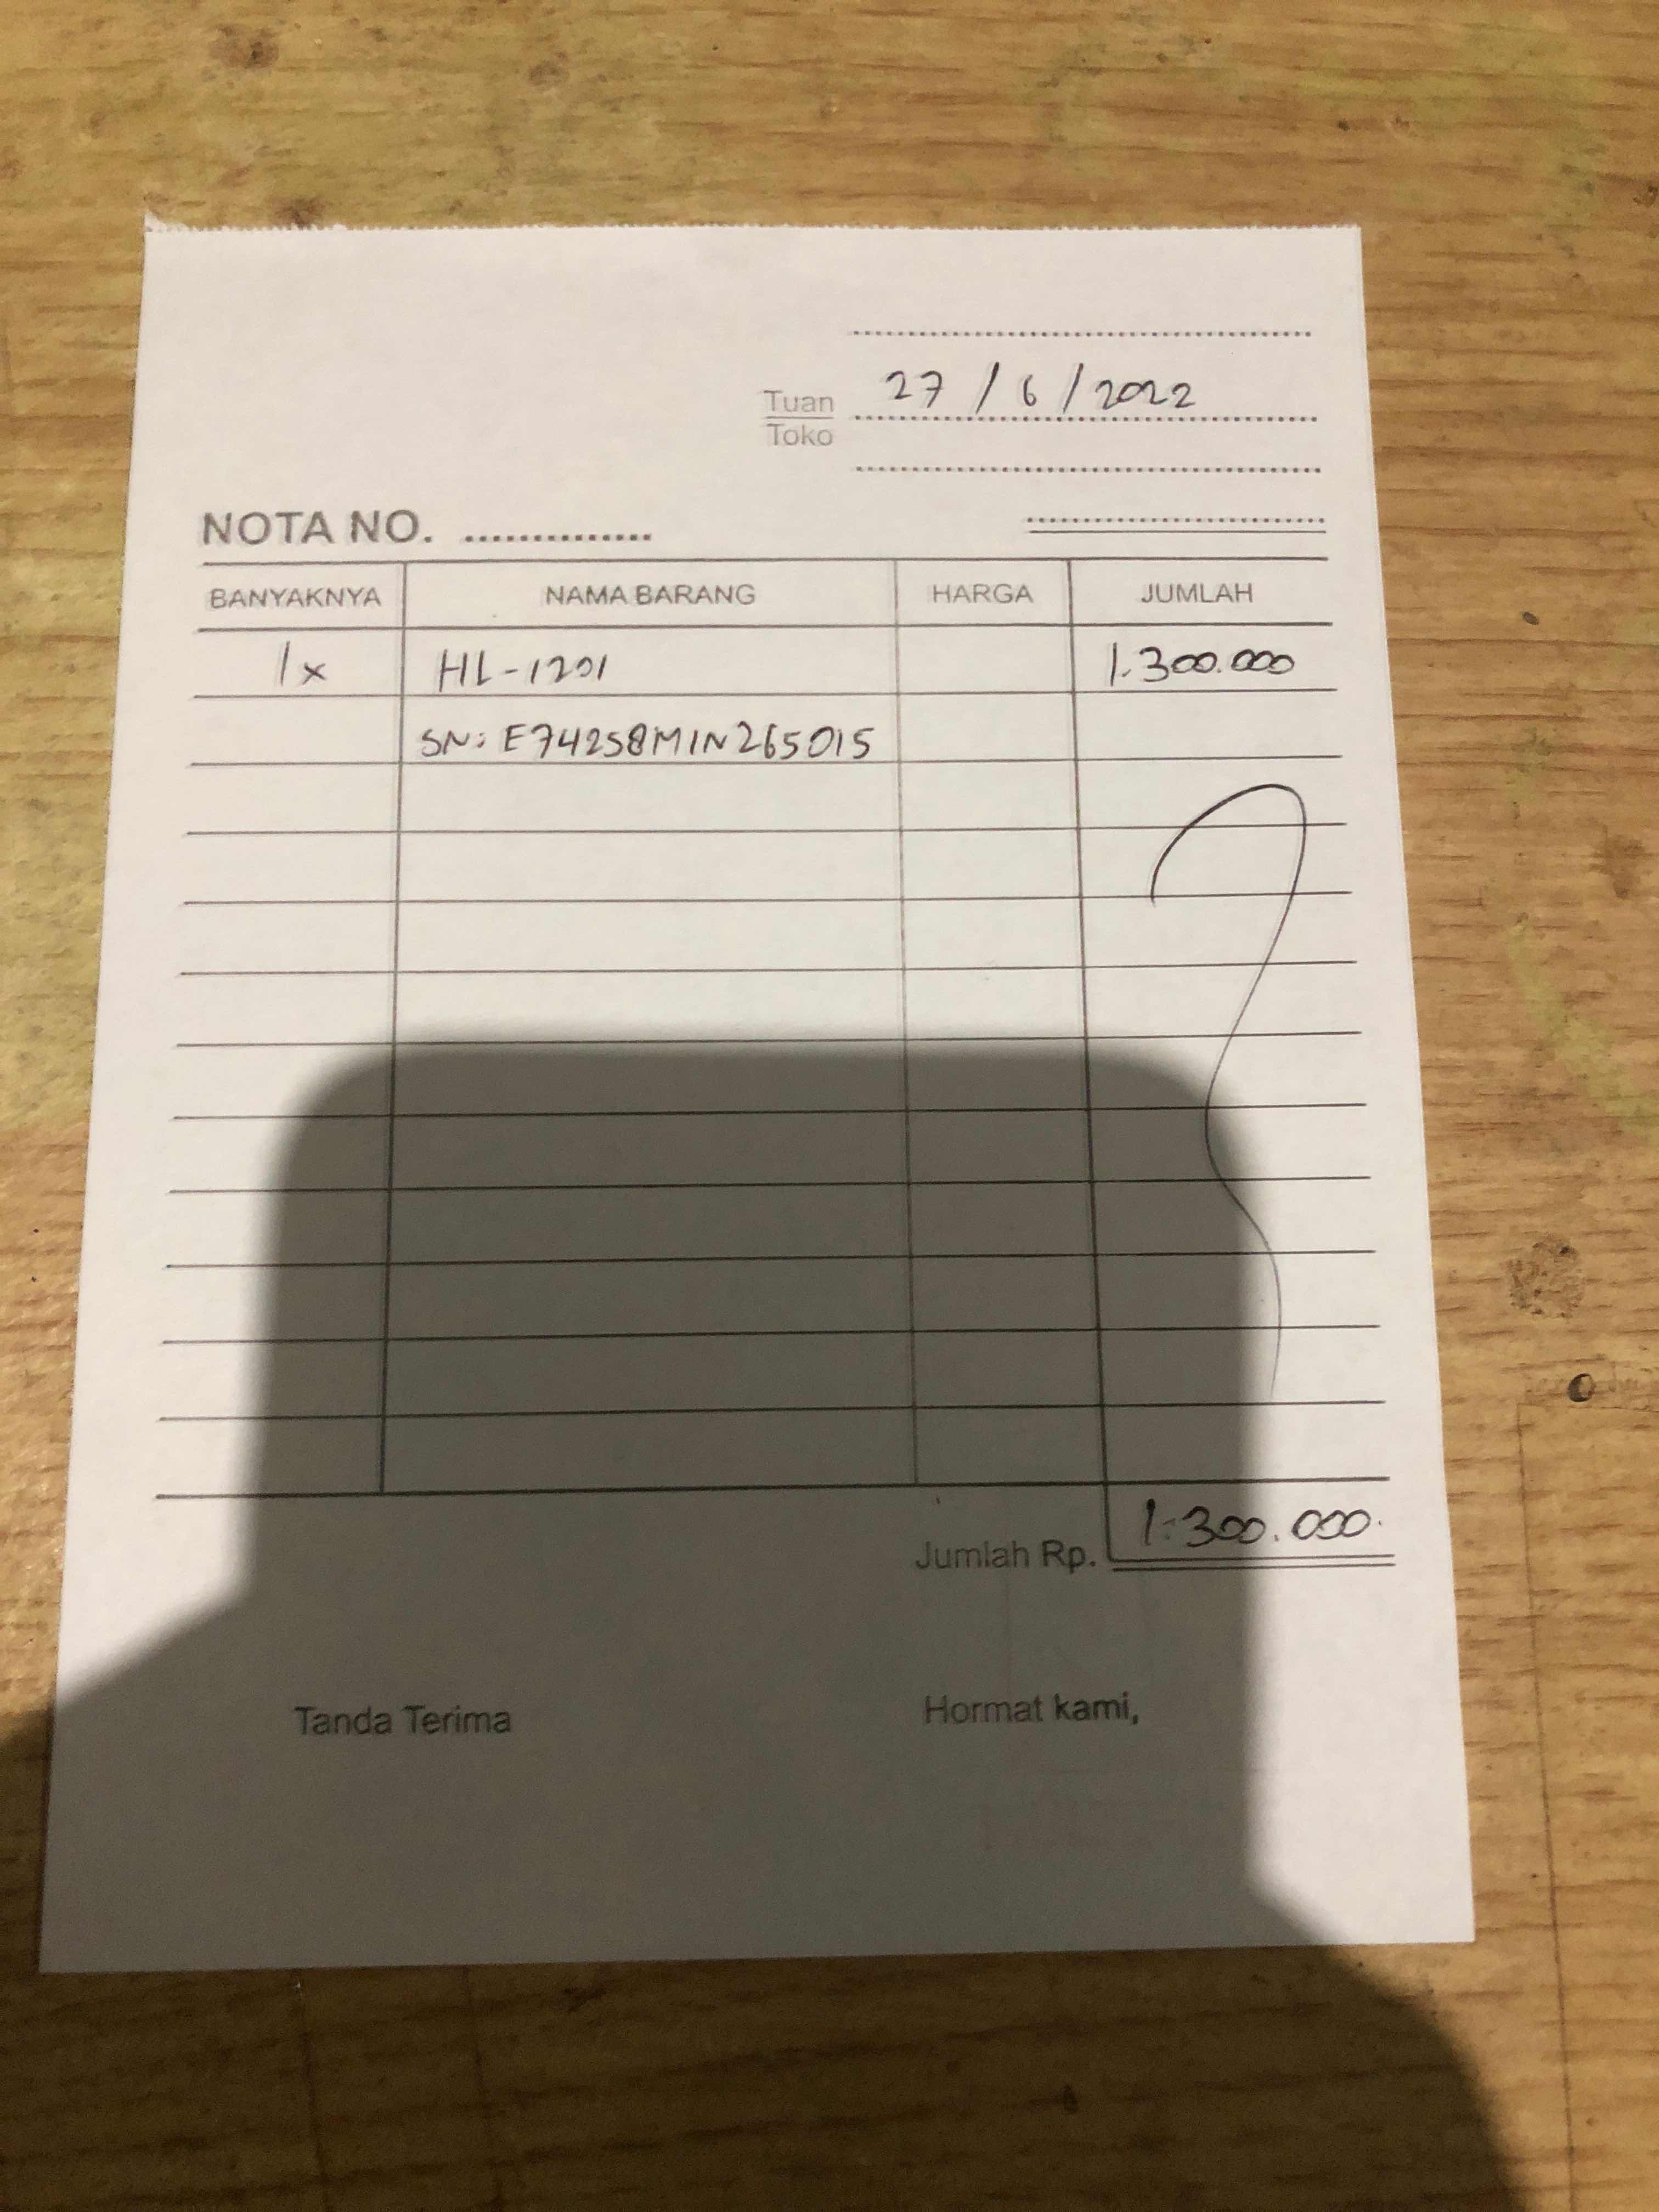 27/6/2022
Tuan
Toko
NOTA NO. ..............
BANYAKNYA NAMA BARANG HARGA JUMLAH
1x HL-1201 1.300.000
SN: E74258M1N265015
Jumlah Rp. 1.300.000.
Tanda Terima Hormat kami,